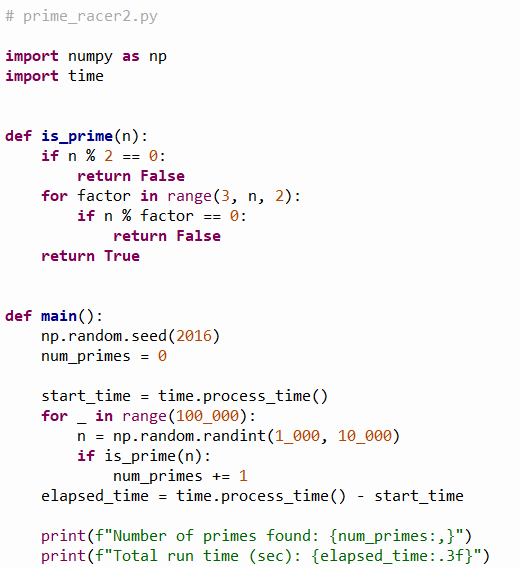 # prime_racer2.py

import numpy as np
import time


def is_prime(n):
    if n % 2 == 0:
        return False
    for factor in range(3, n, 2):
        if n % factor == 0:
            return False
    return True


def main():
    np.random.seed(2016)
    num_primes = 0

    start_time = time.process_time()
    for _ in range(100_000):
        n = np.random.randint(1_000, 10_000)
        if is_prime(n):
            num_primes += 1
    elapsed_time = time.process_time() - start_time

    print(f"Number of primes found: {num_primes:,}")
    print(f"Total run time (sec): {elapsed_time:.3f}")